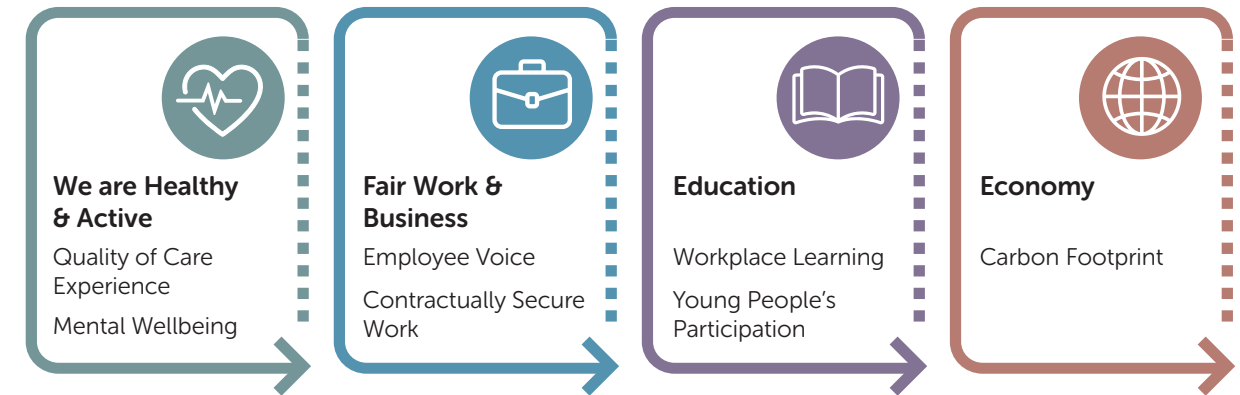 We are Healthy
& Active
Quality of Care
Experience
Mental Wellbeing
Fair Work &
Business
Employee Voice
Contractually Secure
Work
Education
Workplace Learning
Young People’s
Participation
Economy
Carbon Footprint